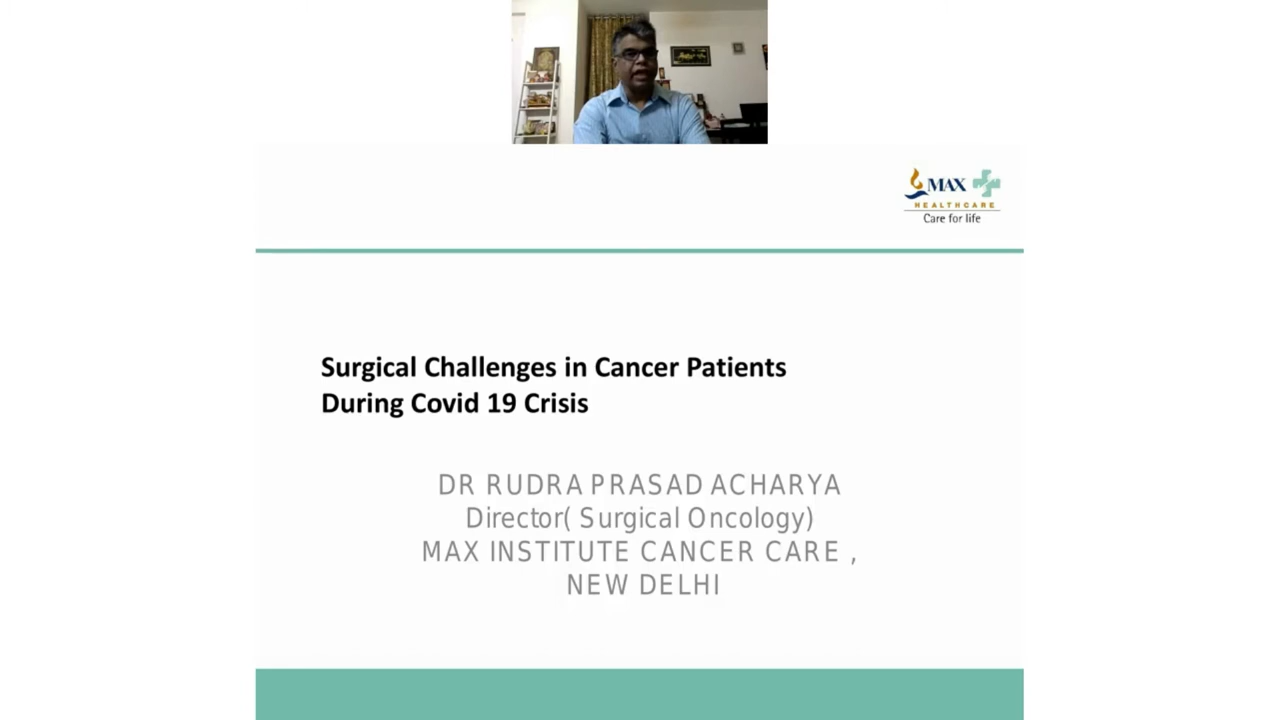 MAX
HEALTHCARE
Care for life
Surgical Challenges in Cancer Patients
During Covid 19 Crisis
DR RUDRA PRASAD ACHARYA
Director( Surgical Oncology)
MAX INSTITUTE CANCER CARE ,
NEW DELHI